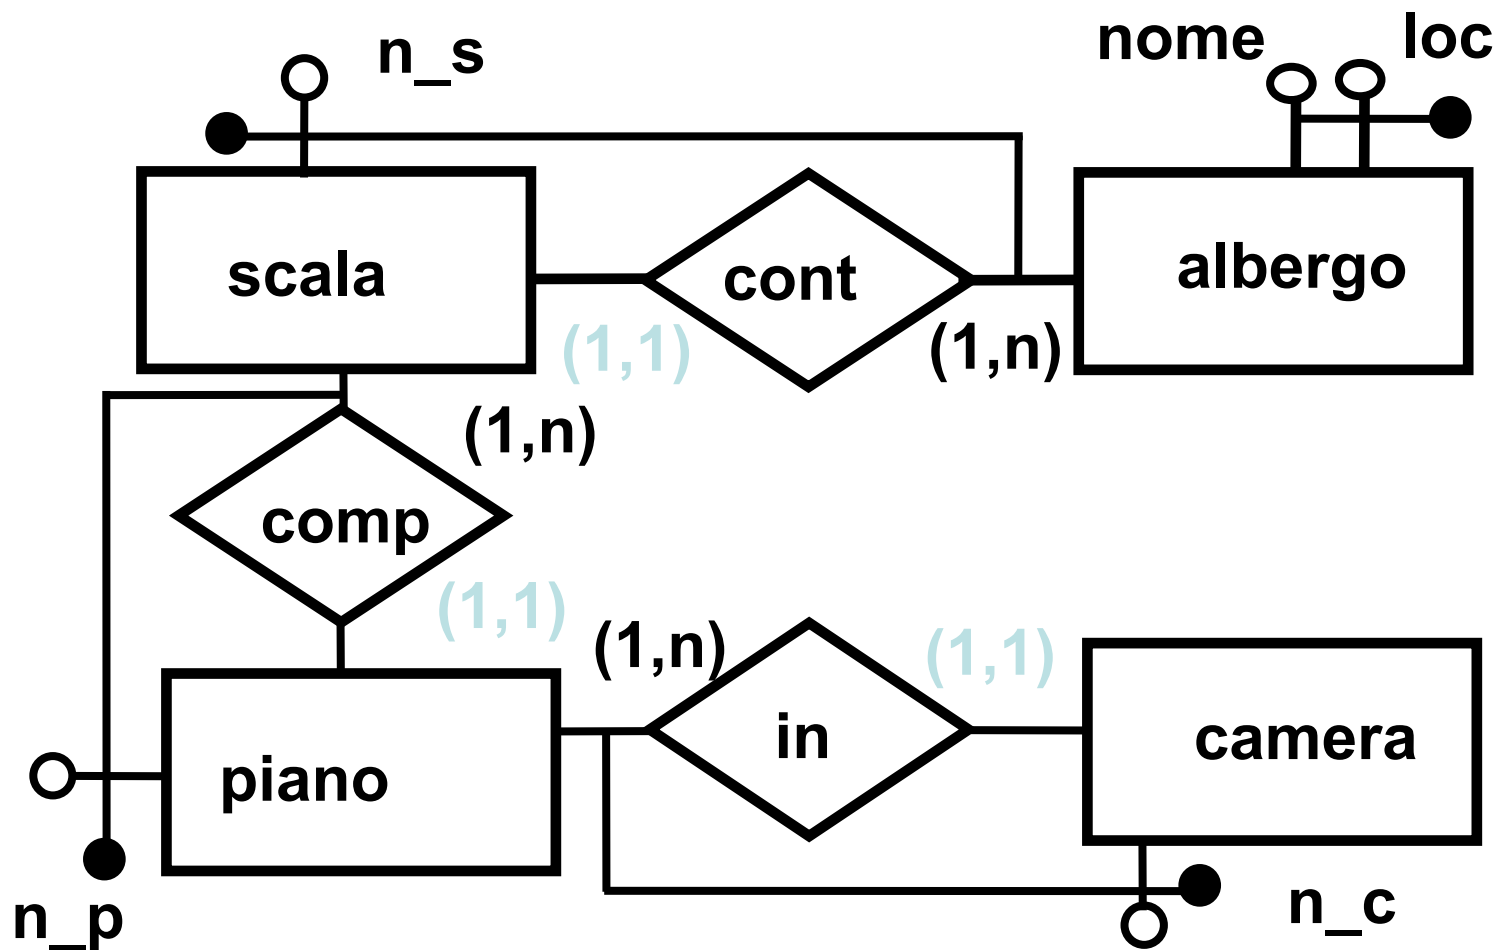 n_s
nome
loc
scala
cont
albergo
(1,1)
(1,n)
(1,n)
comp
(1,1)
(1,n)
(1,1)
piano
in
camera
n_p
n_c